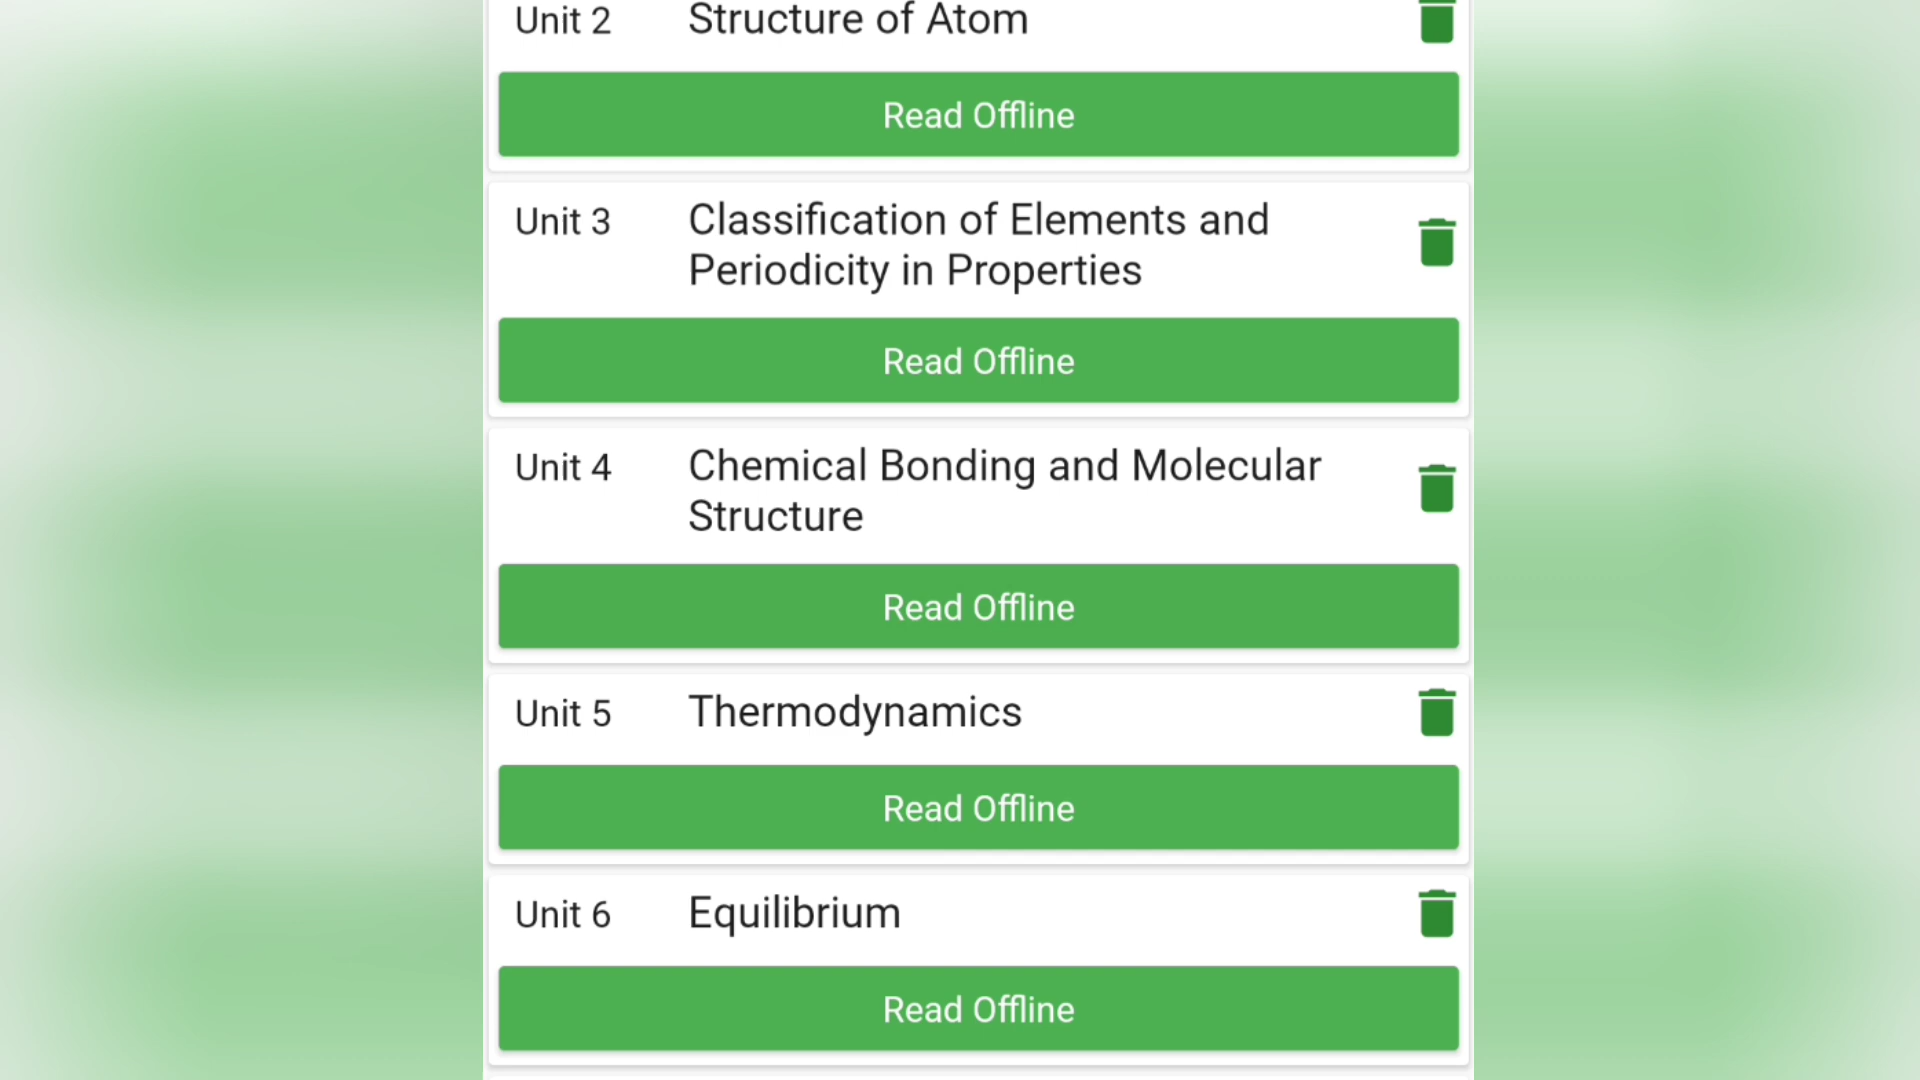 Unit 2 Structure of Atom
Read Offline
Unit 3 Classification of Elements and
Periodicity in Properties
Read Offline
Unit 4 Chemical Bonding and Molecular
Structure
Read Offline
Unit 5 Thermodynamics
Read Offline
Unit 6 Equilibrium
Read Offline